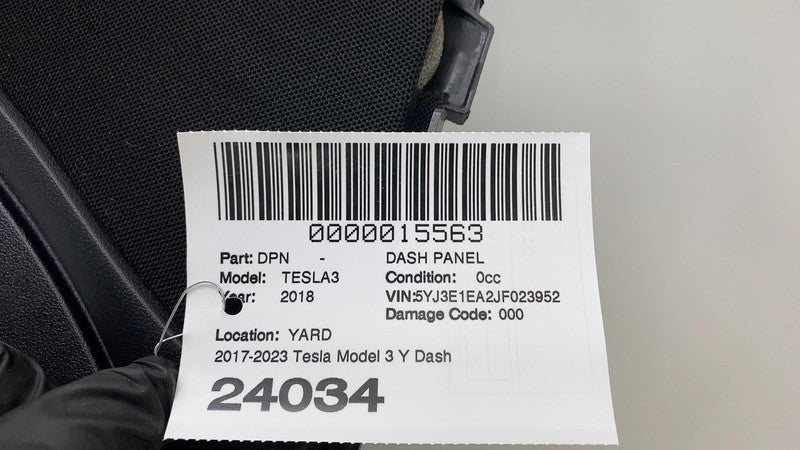 0000015563
Part: DPN - DASH PANEL
Model: TESLA3 Condition: 0cc
Year: 2018 VIN:5YJ3E1EA2JF023952
Damage Code: 000
Location: YARD
2017-2023 Tesla Model 3 Y Dash
24034